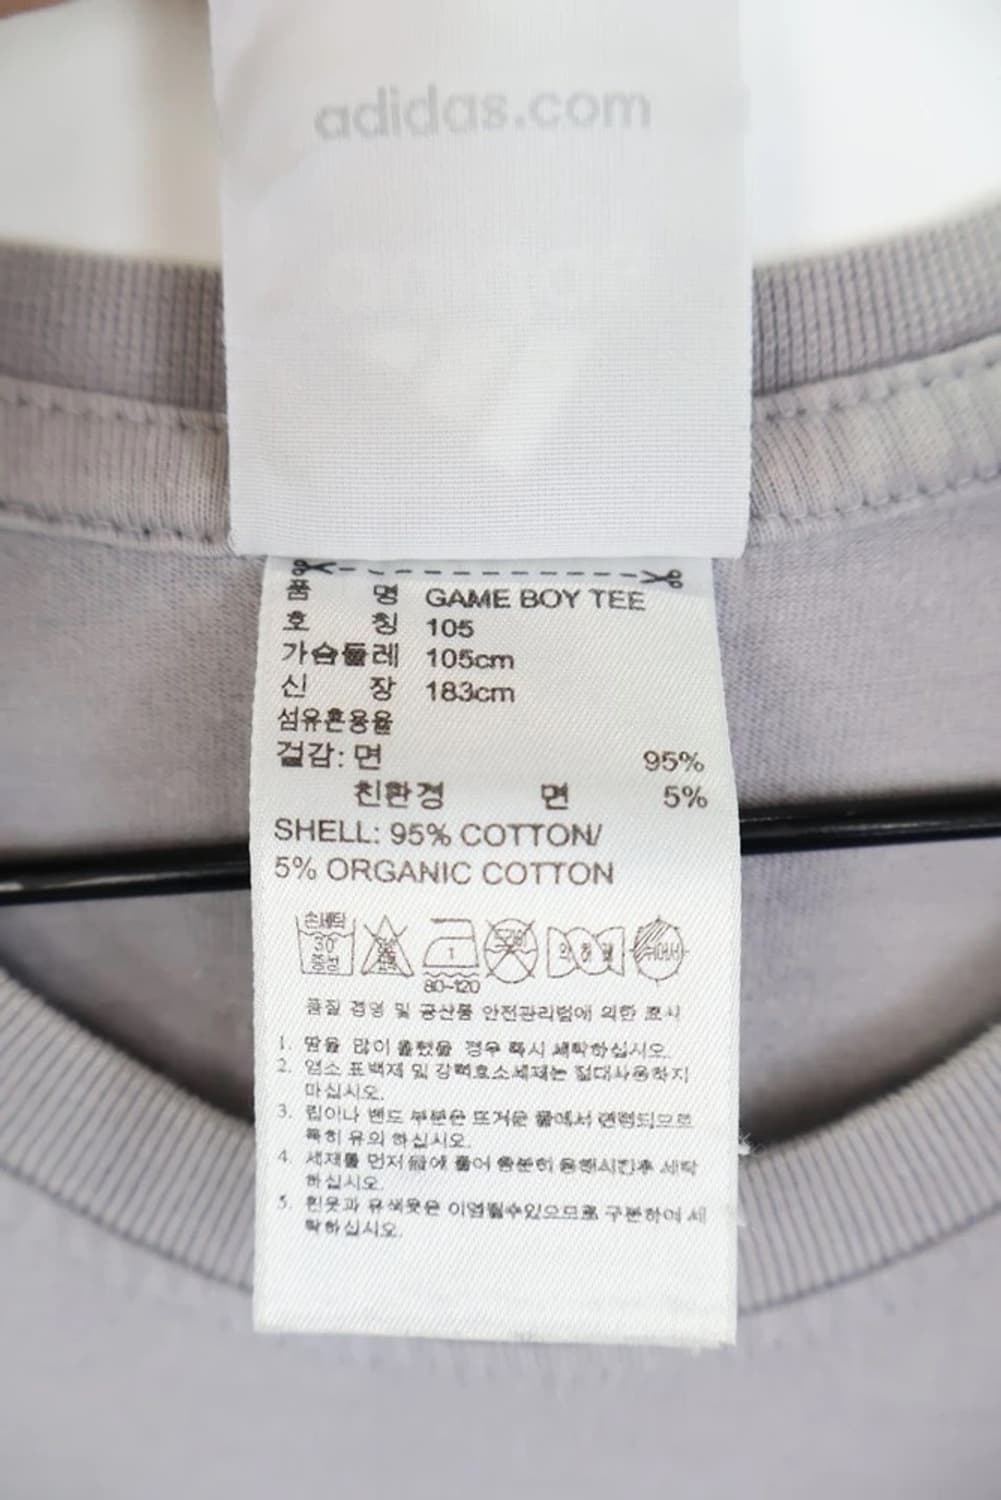 adidas.com
품 명 GAME BOY TEE
호 칭 105
가슴둘레 105cm
신 장 183cm
섬유혼용율
겉감: 면 95%
친환경 면 5%
SHELL: 95% COTTON/
5% ORGANIC COTTON
손세탁
30
중성
1
80~120
약하게
뉘어서
품질 경영 및 공산품 안전관리법에 의한 표시
1. 땀을 많이 흘렸을 경우 즉시 세탁하십시오.
2. 염소 표백제 및 강력효소세제는 절대사용하지
마십시오.
3. 립이나 밴드 부분은 뜨거운 물에서 변형되므로
특히 유의 하십시오.
4. 세제를 먼저 물에 풀어 충분히 용해시킨후 세탁
하십시오.
5. 흰옷과 유색옷은 이염될수있으므로 구분하여 세
탁하십시오.